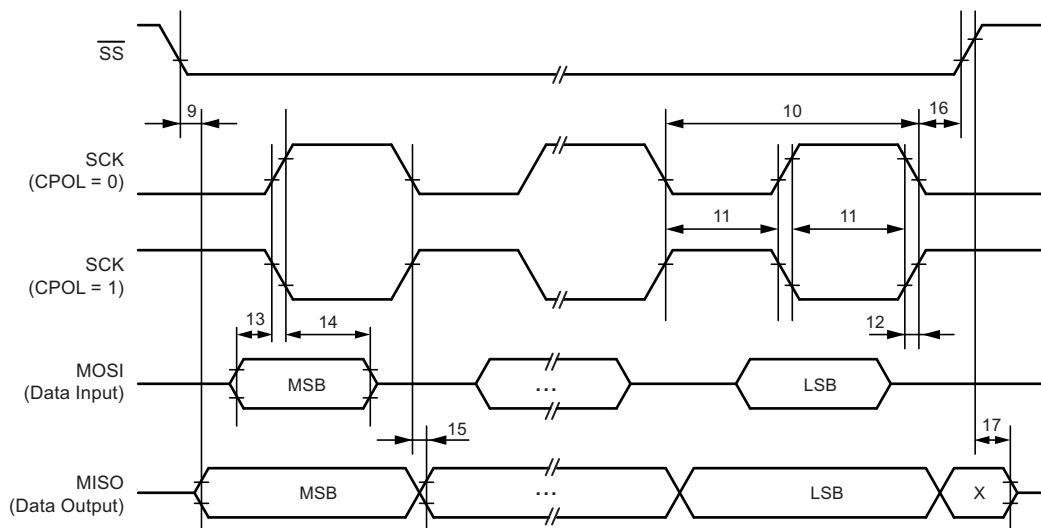 SS
9
10
16
SCK
(CPOL = 0)
11
11
SCK
(CPOL = 1)
13
14
12
MOSI
(Data Input)
MSB
...
LSB
15
17
MISO
(Data Output)
MSB
...
LSB
X